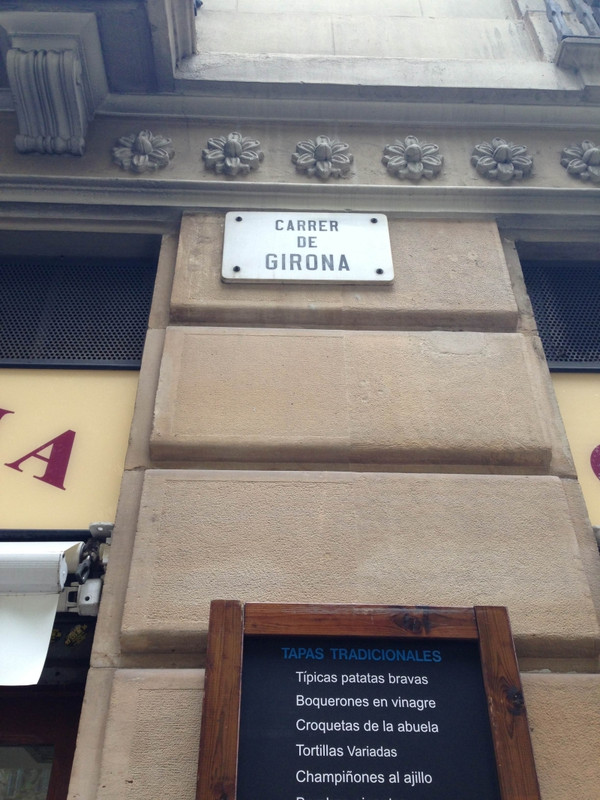 CARRER
DE
GIRONA
TAPAS TRADICIONALES
Típicas patatas bravas
Boquerones en vinagre
Croquetas de la abuela
Tortillas Variadas
Champiñones al ajillo